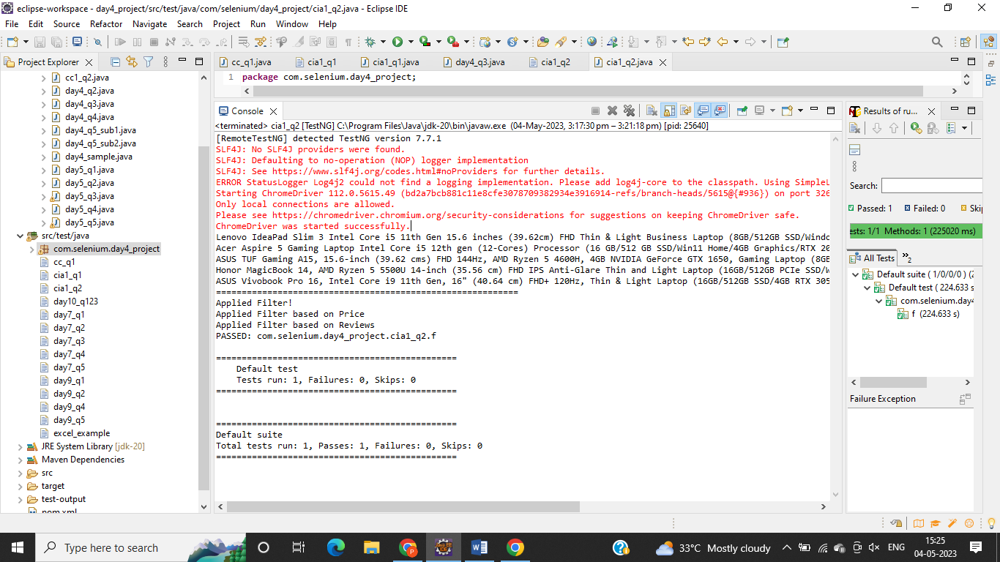 eclipse-workspace - day4_project/src/test/java/com/selenium/day4_project/cia1_q2.java - Eclipse IDE
File Edit Source Refactor Navigate Search Project Run Window Help
Project Explorer
cc1_q2.java
day4_q2.java
day4_q3.java
day4_q4.java
day4_q5_sub1.java
day4_q5_sub2.java
day4_sample.java
day5_q1.java
day5_q2.java
day5_q3.java
day5_q4.java
day5_q5.java
src/test/java
com.selenium.day4_project
cc_q1
cia1_q1
cia1_q2
day10_q123
day7_q1
day7_q2
day7_q3
day7_q4
day7_q5
day9_q1
day9_q2
day9_q4
day9_q5
excel_example
JRE System Library [jdk-20]
Maven Dependencies
src
target
test-output
pom.xml
cc_q1.java cia1_q1 cia1_q1.java day4_q3.java cia1_q2 cia1_q2.java
1 package com.selenium.day4_project;
Console
<terminated> cia1_q2 [TestNG] C:\Program Files\Java\jdk-20\bin\javaw.exe (04-May-2023, 3:17:30 pm – 3:21:18 pm) [pid: 25640]
[RemoteTestNG] detected TestNG version 7.7.1
SLF4J: No SLF4J providers were found.
SLF4J: Defaulting to no-operation (NOP) logger implementation
SLF4J: See https://www.slf4j.org/codes.html#noProviders for further details.
ERROR StatusLogger Log4j2 could not find a logging implementation. Please add log4j-core to the classpath. Using SimpleL
Starting ChromeDriver 112.0.5615.49 (bd2a7bcb881c11e8cfe3078709382934e3916914-refs/branch-heads/5615@{#936}) on port 326
Only local connections are allowed.
Please see https://chromedriver.chromium.org/security-considerations for suggestions on keeping ChromeDriver safe.
ChromeDriver was started successfully.
Lenovo IdeaPad Slim 3 Intel Core i5 11th Gen 15.6 inches (39.62cm) FHD Thin & Light Business Laptop (8GB/512GB SSD/Windo
Acer Aspire 5 Gaming Laptop Intel Core i5 12th gen (12-Cores) Processor (16 GB/512 GB SSD/Win11 Home/4GB Graphics/RTX 20
ASUS TUF Gaming A15, 15.6-inch (39.62 cms) FHD 144Hz, AMD Ryzen 5 4600H, 4GB NVIDIA GeForce GTX 1650, Gaming Laptop (8GB
Honor MagicBook 14, AMD Ryzen 5 5500U 14-inch (35.56 cm) FHD IPS Anti-Glare Thin and Light Laptop (16GB/512GB PCIe SSD/W
ASUS Vivobook Pro 16, Intel Core i9 11th Gen, 16" (40.64 cm) FHD+ 120Hz, Thin & Light Laptop (16GB/512GB SSD/4GB RTX 305
===========================================================
Applied Filter!
Applied Filter based on Price
Applied Filter based on Reviews
PASSED: com.selenium.day4_project.cia1_q2.f
===============================================
Default test
Tests run: 1, Failures: 0, Skips: 0
===============================================
===============================================
Default suite
Total tests run: 1, Passes: 1, Failures: 0, Skips: 0
===============================================
Results of ru...
Search:
Passed: 1 Failed: 0 Skip
ests: 1/1 Methods: 1 (225020 ms)
All Tests »2
Default suite ( 1/0/0/0 ) (2
Default test ( 224.633 s
com.selenium.day4
f (224.633 s)
Failure Exception
Type here to search
33°C Mostly cloudy
ENG
15:25
04-05-2023